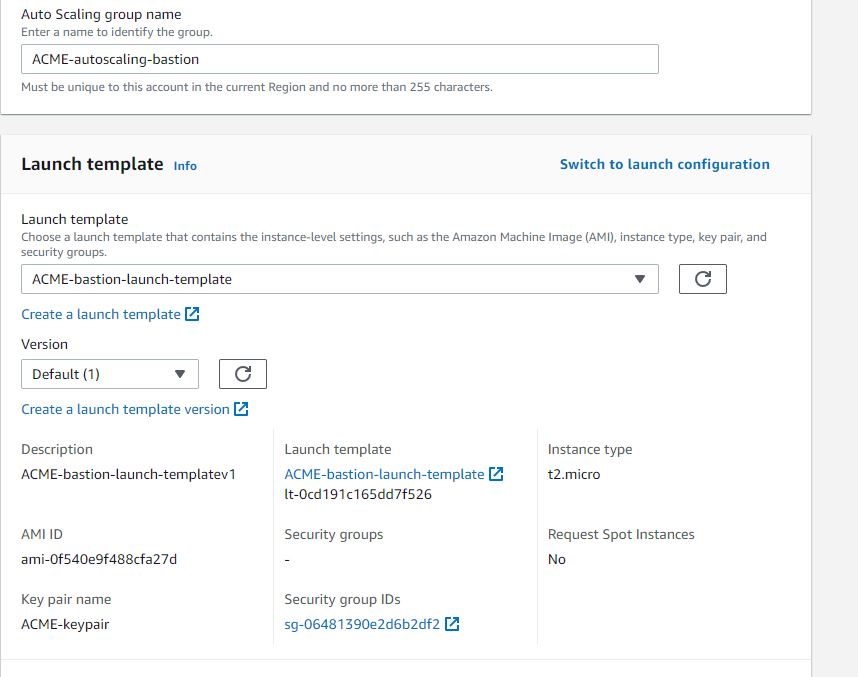 Auto Scaling group name
Enter a name to identify the group.
ACME-autoscaling-bastion
Must be unique to this account in the current Region and no more than 255 characters.
Launch template Info
Switch to launch configuration
Launch template
Choose a launch template that contains the instance-level settings, such as the Amazon Machine Image (AMI), instance type, key pair, and
security groups.
ACME-bastion-launch-template
Create a launch template
Version
Default (1)
Create a launch template version
Description
ACME-bastion-launch-templatev1
Launch template
ACME-bastion-launch-template
lt-0cd191c165dd7f526
Instance type
t2.micro
AMI ID
ami-0f540e9f488cfa27d
Security groups
-
Request Spot Instances
No
Key pair name
ACME-keypair
Security group IDs
sg-06481390e2d6b2df2